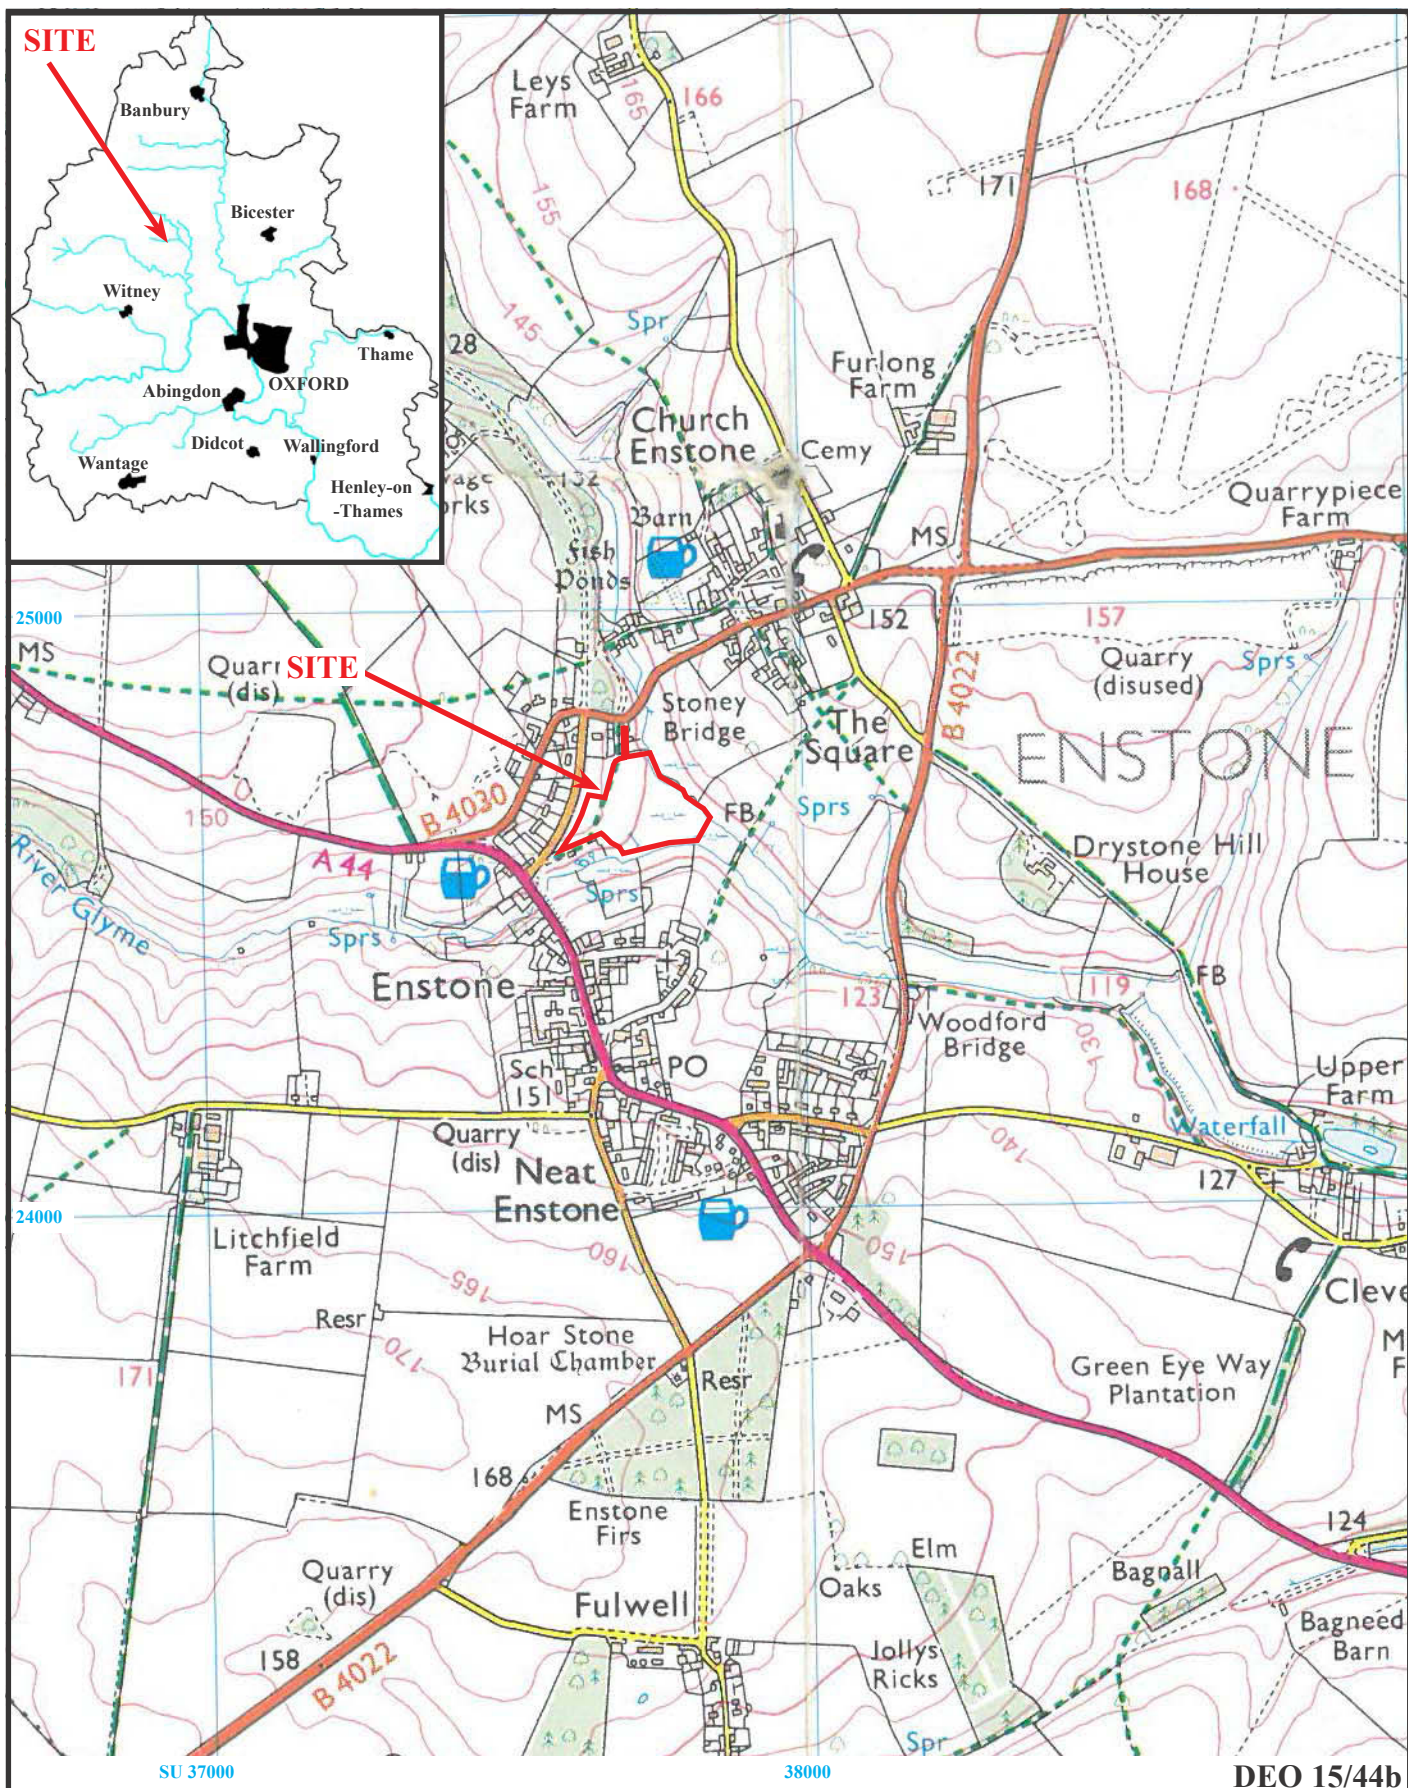 SITE
Banbury
Bicester
Witney
Thame
OXFORD
Abingdon
Didcot
Wallingford
Wantage
Henley-on
-Thames
Leys
Farm
165
166
155
145
171
168
Spr
28
Furlong
Farm
Church
Enstone
Cemy
132
orks
Barn
MS
Quarrypiece
Farm
Fish
Ponds
25000
152
157
MS
Quarry
(disused)
Sprs
(dis)
SITE
Stoney
Bridge
The
Square
B 4022
ENSTONE
150
B 4030
FB
Sprs
A 44
Drystone Hill
House
River Glyme
Sprs
Sprs
Enstone
123
119
FB
Woodford
Bridge
130
Sch
151
PO
Upper
Farm
Quarry
(dis)
140
Waterfall
Neat
Enstone
127
24000
Litchfield
Farm
160
150
165
Cleve
Resr
170
Hoar Stone
Burial Chamber
Resr
171
M
F
Green Eye Way
Plantation
MS
168
Enstone
Firs
124
Elm
Oaks
Bagnall
Quarry
(dis)
Fulwell
Jollys
Ricks
Bagneed
Barn
158
B 4022
Spr
SU 37000
38000
DEO 15/44b